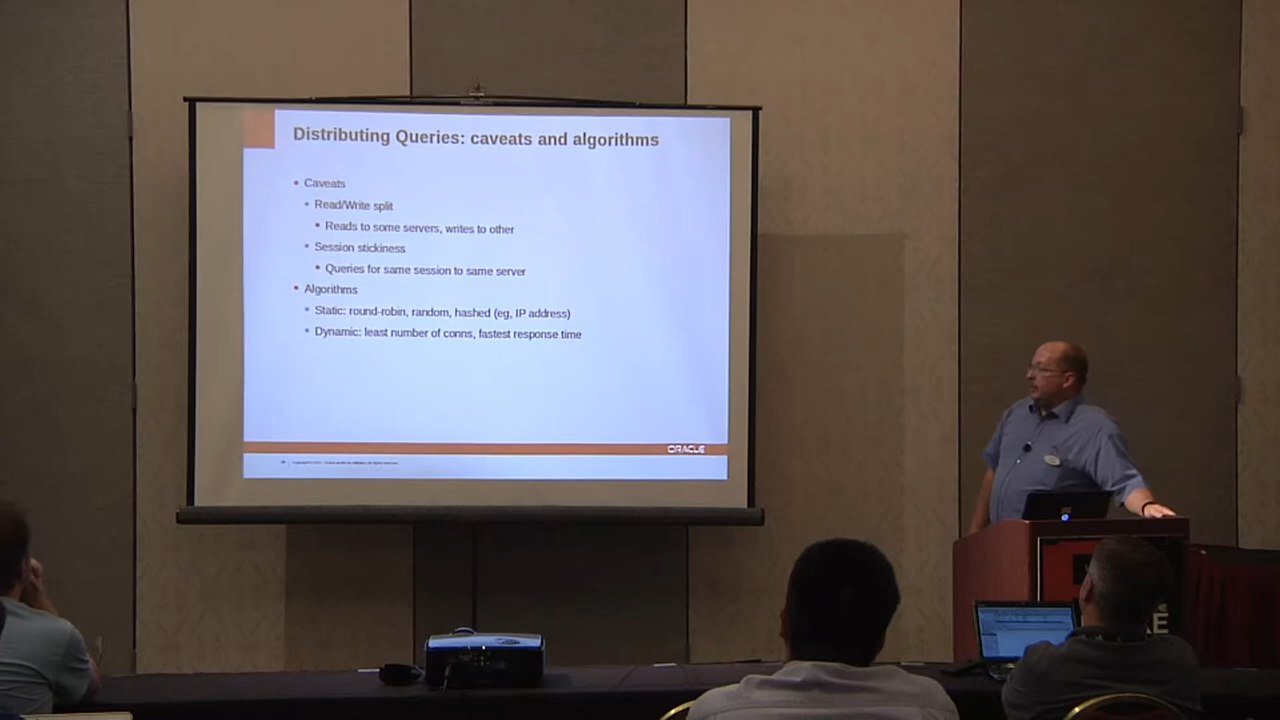 Distributing Queries: caveats and algorithms
Caveats
Read/Write split
Reads to some servers, writes to other
Session stickiness
Queries for same session to same server
Algorithms
Static: round-robin, random, hashed (eg, IP address)
Dynamic: least number of conns, fastest response time
ORACLE